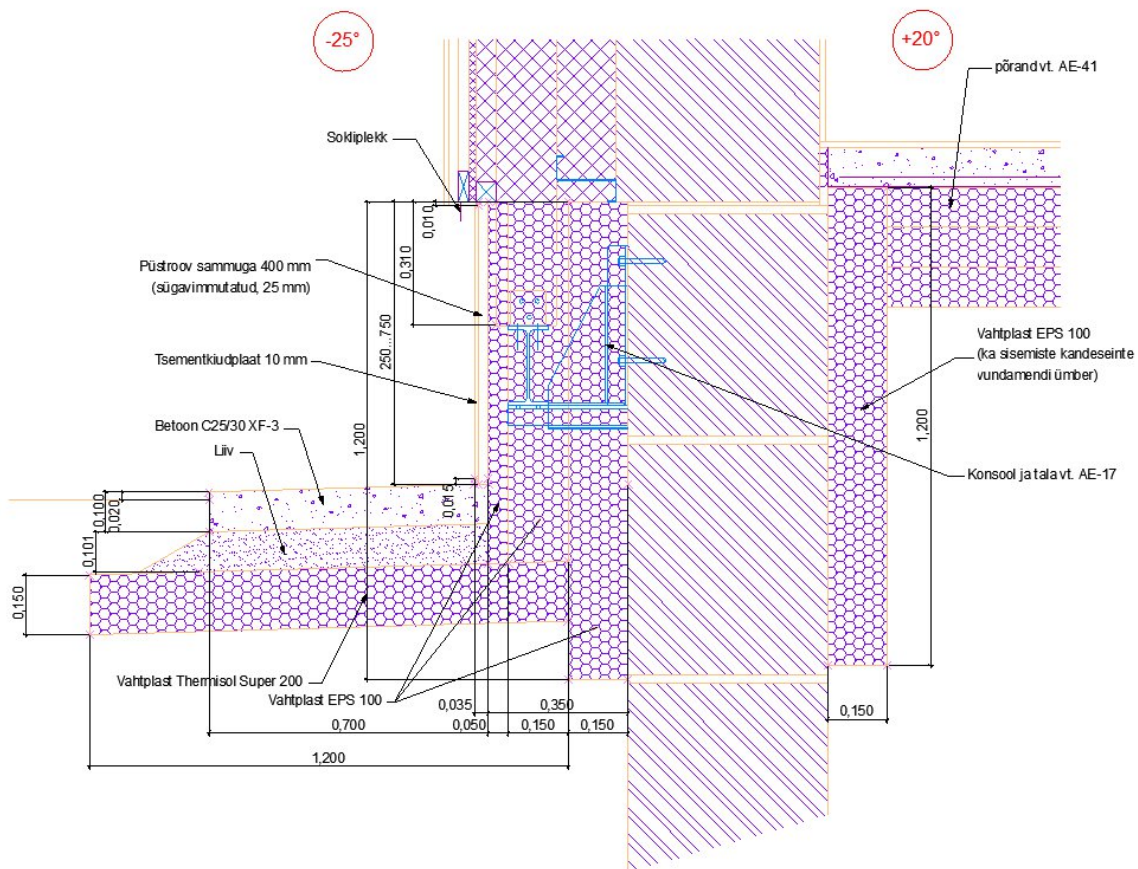 -25°
+20°
põrand vt. AE-41
Sokliplekk
0,010
0,310
Püstroov sammuga 400 mm
(sügavimmutatud, 25 mm)
250...750
Tsementkiudplaat 10 mm
Vahtplast EPS 100
(ka sisemiste kandeseinte
vundamendi ümber)
1,200
1,200
Betoon C25/30 XF-3
Liiv
Konsool ja tala vt. AE-17
0,015
0,100
0,020
0,101
0,150
Vahtplast Thermisol Super 200
Vahtplast EPS 100
0,035
0,350
0,700
0,050
0,150
0,150
0,150
1,200